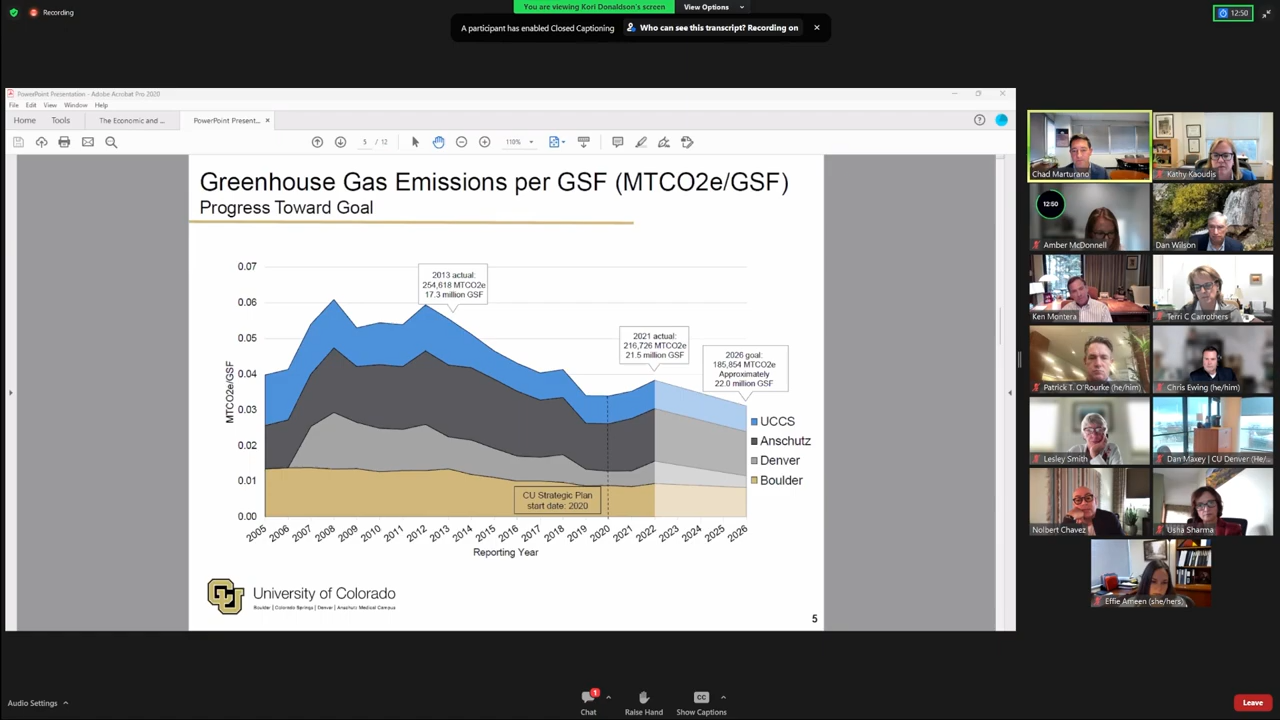 Recording
You are viewing Kori Donaldson's screen
View Options
12:50
A participant has enabled Closed Captioning
Who can see this transcript? Recording on
PowerPoint Presentation - Adobe Acrobat Pro 2020
File Edit View Window Help
Home Tools The Economic and ... PowerPoint Present...
5 / 12 110%
Greenhouse Gas Emissions per GSF (MTCO2e/GSF)
Progress Toward Goal
MTCO2e/GSF
0.07
0.06
0.05
0.04
0.03
0.02
0.01
0.00
2013 actual:
254,618 MTCO2e
17.3 million GSF
2021 actual:
216,726 MTCO2e
21.5 million GSF
2026 goal:
185,854 MTCO2e
Approximately
22.0 million GSF
UCCS
Anschutz
Denver
Boulder
CU Strategic Plan
start date: 2020
2005 2006 2007 2008 2009 2010 2011 2012 2013 2014 2015 2016 2017 2018 2019 2020 2021 2022 2023 2024 2025 2026
Reporting Year
CU
University of Colorado
Boulder | Colorado Springs | Denver | Anschutz Medical Campus
5
Chad Marturano
Kathy Kaoudis
12:50
Amber McDonnell
Dan Wilson
Ken Montera
Terri C Carrothers
Patrick T. O'Rourke (he/him)
Chris Ewing (he/him)
Lesley Smith
Dan Maxey | CU Denver (He/...
Nolbert Chavez
Usha Sharma
Effie Ameen (she/hers)
Audio Settings
1
Chat
Raise Hand
CC
Show Captions
Leave